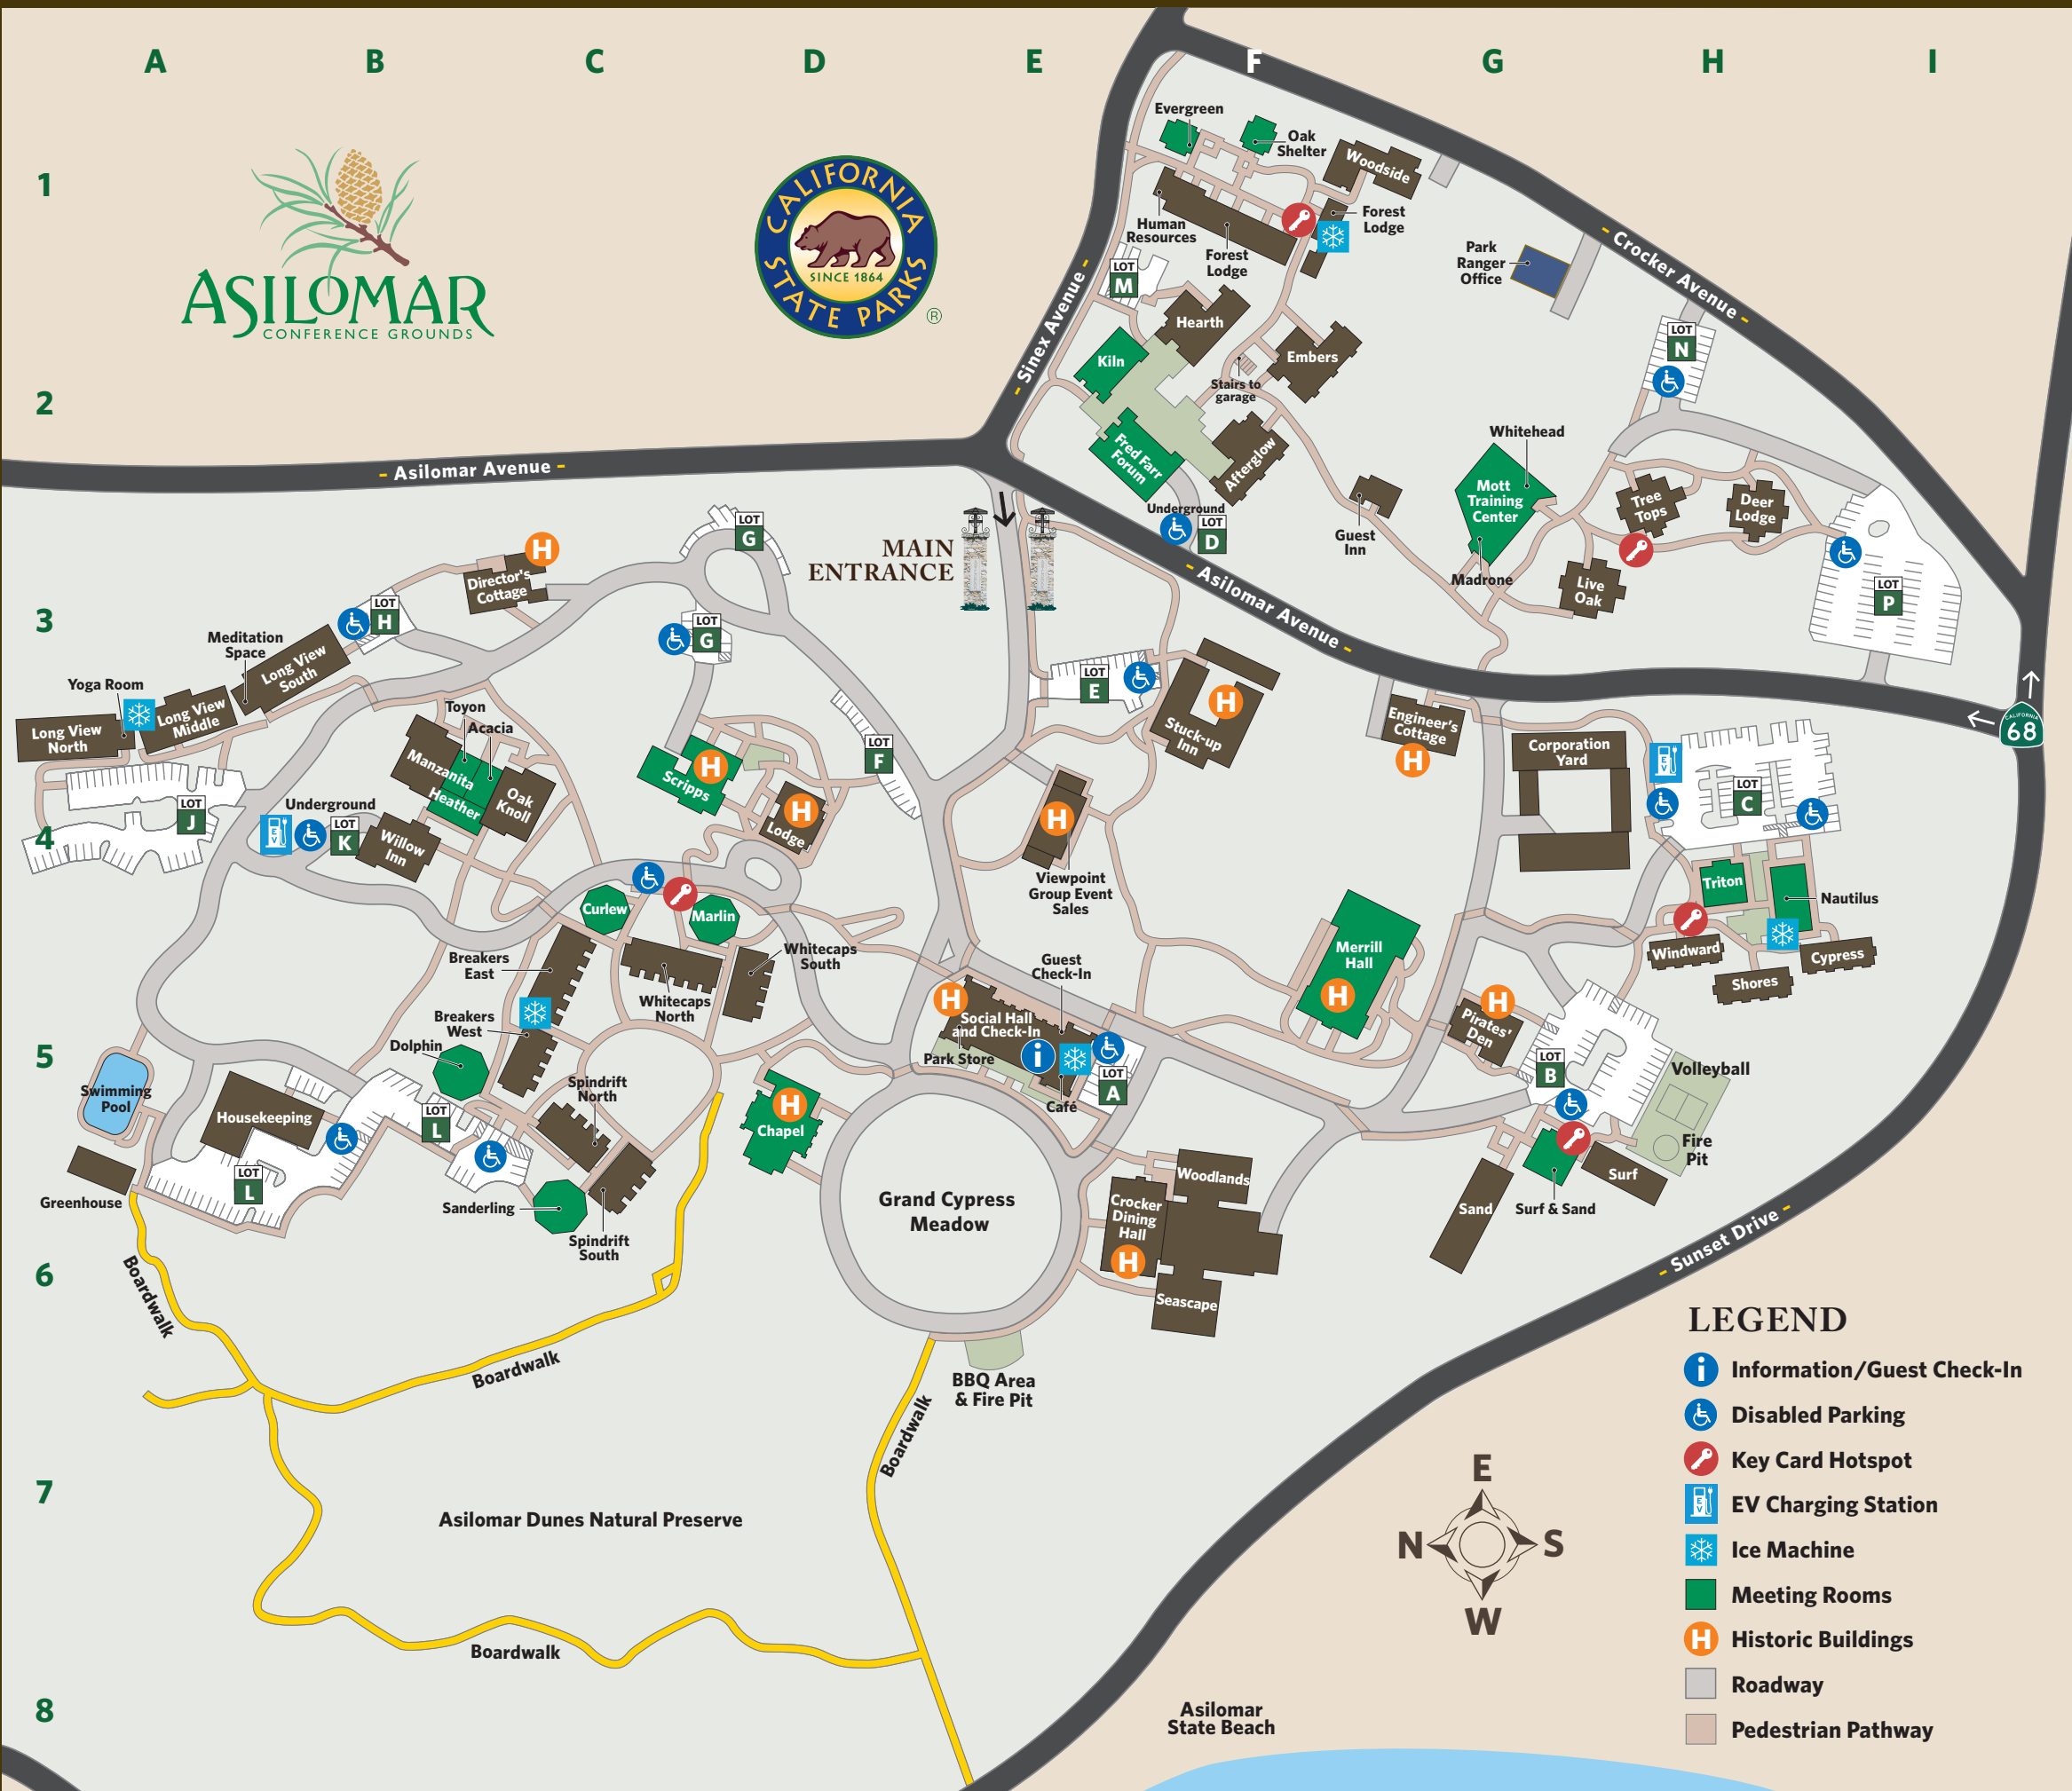 A B C D E F G H I
1
2
3
4
5
6
7
8
ASILOMAR
CONFERENCE GROUNDS
CALIFORNIA
STATE PARKS
SINCE 1864
®
Evergreen
Oak
Shelter
Woodside
Human
Resources
Forest
Lodge
Forest
Lodge
LOT
M
Hearth
Kiln
Embers
Stairs to
garage
Fred Farr
Forum
Afterglow
Underground
LOT
D
Guest
Inn
Park
Ranger
Office
- Crocker Avenue -
- Sinex Avenue -
LOT
N
Whitehead
Mott
Training
Center
Madrone
Tree
Tops
Deer
Lodge
Live
Oak
LOT
P
- Asilomar Avenue -
- Asilomar Avenue -
MAIN
ENTRANCE
LOT
G
H
Director's
Cottage
LOT
H
LOT
G
Meditation
Space
Long View
South
Yoga Room
Long View
Middle
Long View
North
Toyon
Acacia
Manzanita
Heather
Oak
Knoll
LOT
J
Underground
EV
LOT
K
Willow
Inn
H
Scripps
H
Lodge
LOT
F
LOT
E
H
Stuck-up
Inn
H
Viewpoint
Group Event
Sales
Engineer's
Cottage
H
Corporation
Yard
EV
LOT
C
CALIFORNIA
68
Triton
Nautilus
Windward
Shores
Cypress
Curlew
Marlin
Breakers
East
Whitecaps
North
Whitecaps
South
Breakers
West
Dolphin
Spindrift
North
Guest
Check-In
H
Social Hall
and Check-In
Park Store
i
Café
LOT
A
Merrill
Hall
H
H
Pirates'
Den
LOT
B
Volleyball
Fire
Pit
Surf
Surf & Sand
Sand
Swimming
Pool
Housekeeping
LOT
L
LOT
L
Greenhouse
Sanderling
Spindrift
South
H
Chapel
Grand Cypress
Meadow
Woodlands
Crocker
Dining
Hall
H
Seascape
- Sunset Drive -
Boardwalk
Boardwalk
Boardwalk
Boardwalk
BBQ Area
& Fire Pit
Asilomar Dunes Natural Preserve
Asilomar
State Beach
E
N S
W
LEGEND
i Information/Guest Check-In
Disabled Parking
Key Card Hotspot
EV Charging Station
Ice Machine
Meeting Rooms
H Historic Buildings
Roadway
Pedestrian Pathway